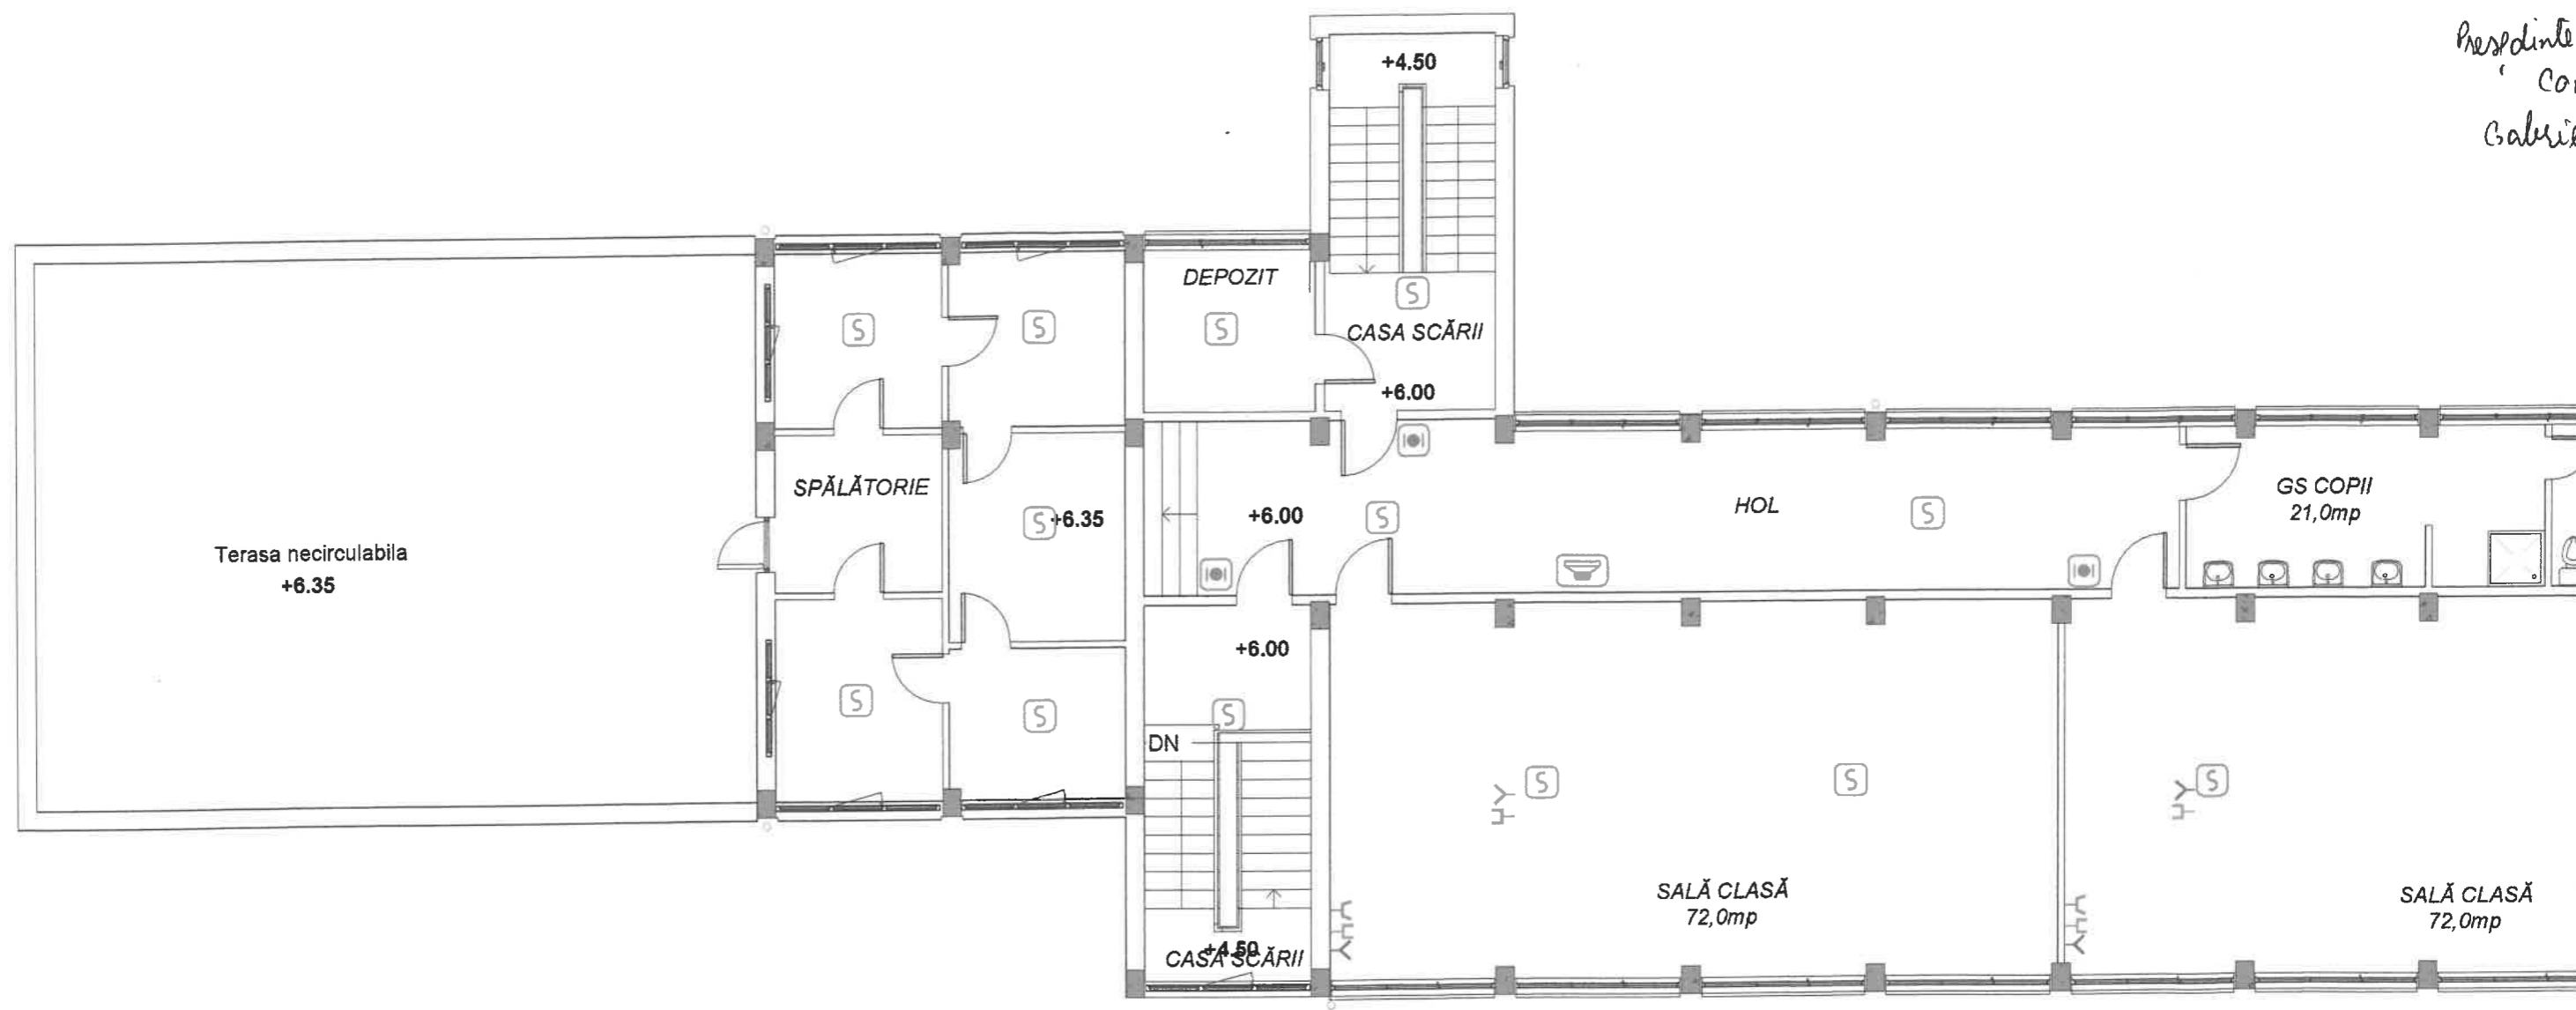 +4.50
DEPOZIT
S
S
S
S
CASA SCĂRII
+6.00
SPĂLĂTORIE
S +6.35
+6.00
S
HOL
S
GS COPII
21,0mp
Terasa necirculabila
+6.35
+6.00
S
S
S
DN
S
S
S
SALĂ CLASĂ
72,0mp
SALĂ CLASĂ
72,0mp
+4.50
CASA SCĂRII